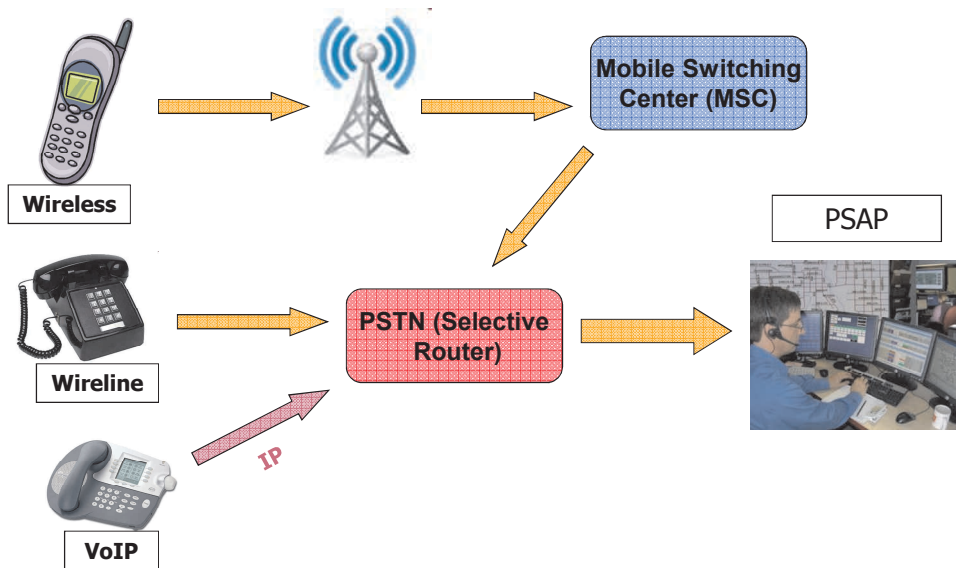 Mobile Switching
Center (MSC)
Wireless
PSAP
PSTN (Selective
Router)
Wireline
IP
VoIP